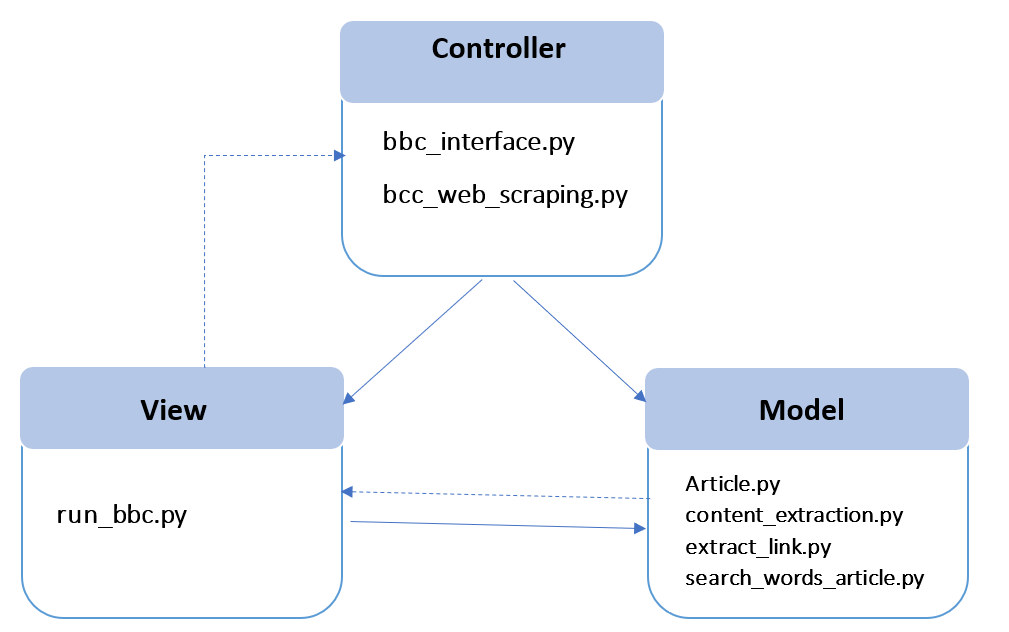 Controller
bbc_interface.py
bcc_web_scraping.py
View
run_bbc.py
Model
Article.py
content_extraction.py
extract_link.py
search_words_article.py